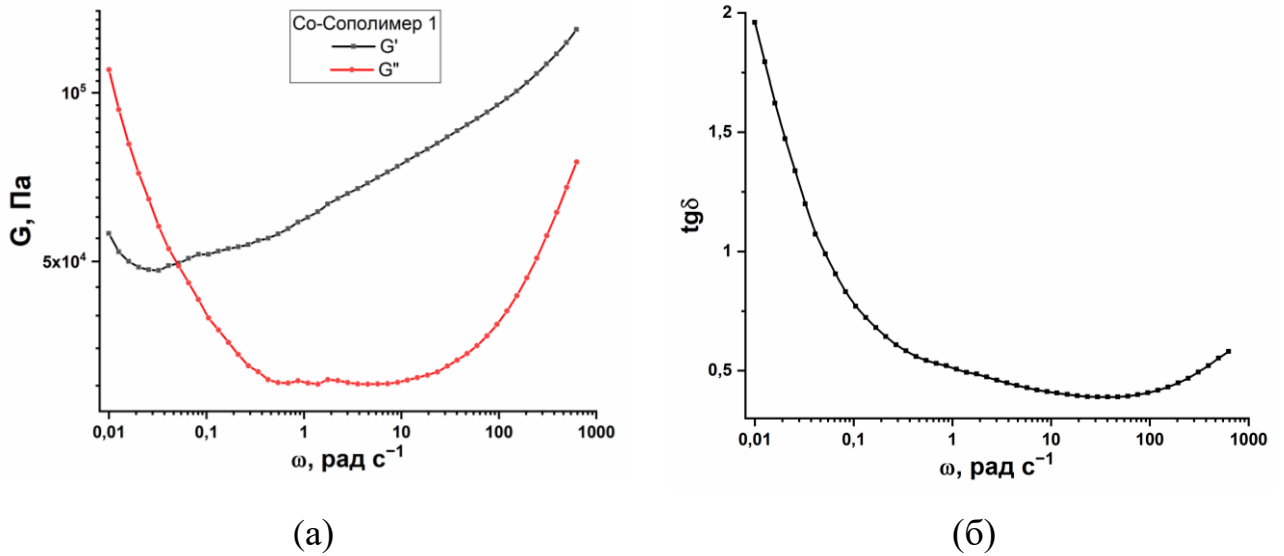 Со-Сополимер 1
G'
G"
10⁵
5x10⁴
G, Па
0,01 0,1 1 10 100 1000
ω, рад с⁻¹
(а)
2
1,5
1
0,5
tgδ
0,01 0,1 1 10 100 1000
ω, рад с⁻¹
(б)